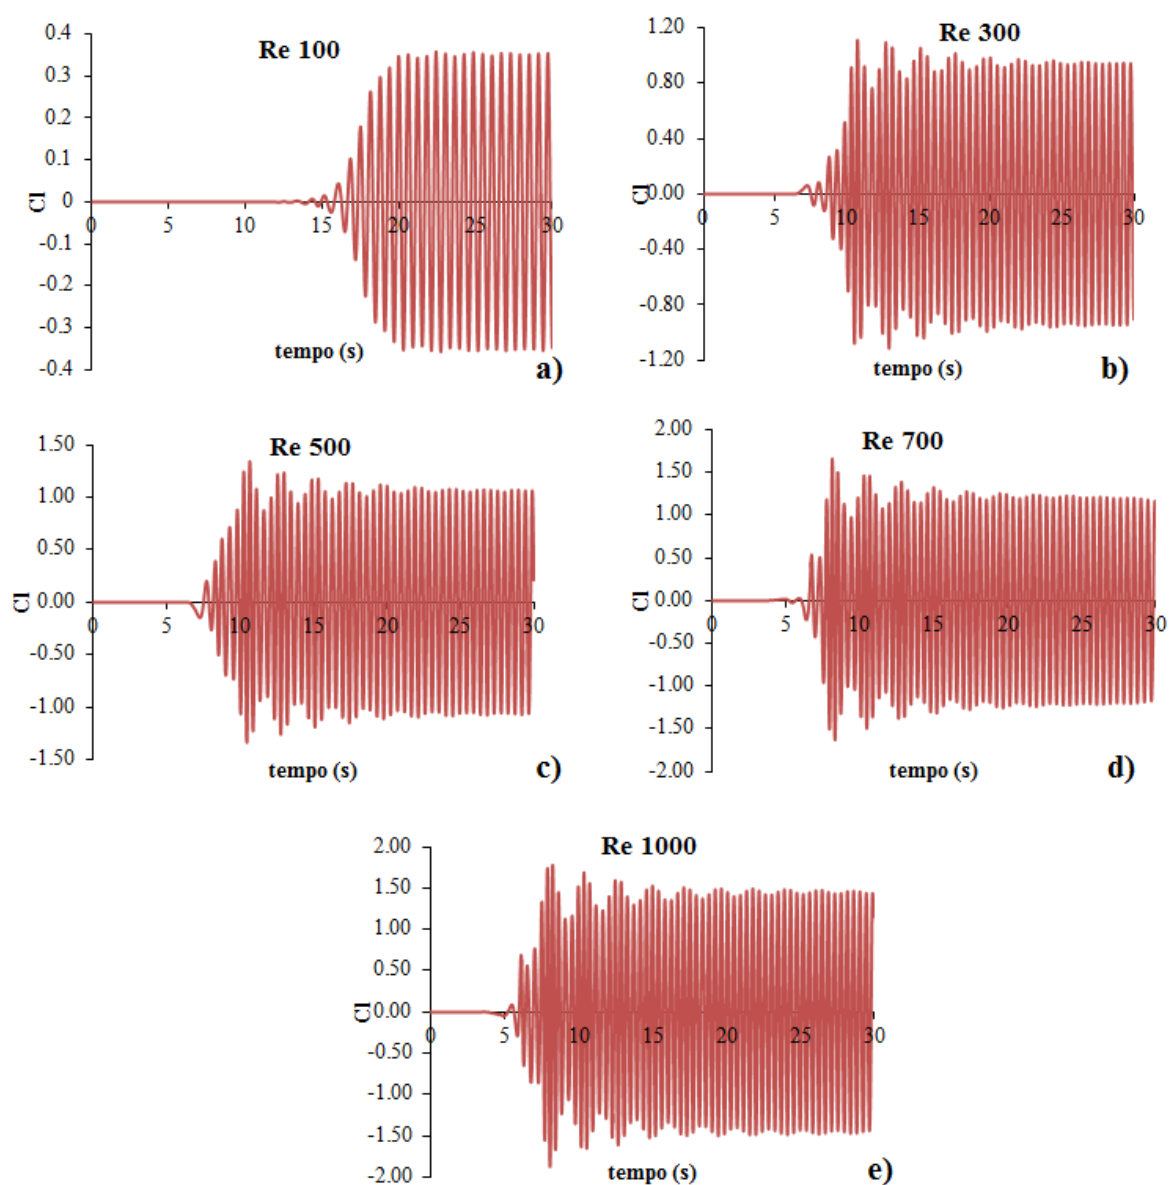 Re 100
0.4
0.3
0.2
0.1
0
-0.1
-0.2
-0.3
-0.4
Cl
0 5 10 15 20 25 30
tempo (s)
a)
Re 300
1.20
0.80
0.40
0.00
-0.40
-0.80
-1.20
Cl
0 5 10 15 20 25 30
tempo (s)
b)
Re 500
1.50
1.00
0.50
0.00
-0.50
-1.00
-1.50
Cl
0 5 10 15 20 25 30
tempo (s)
c)
Re 700
2.00
1.50
1.00
0.50
0.00
-0.50
-1.00
-1.50
-2.00
Cl
0 5 10 15 20 25 30
tempo (s)
d)
Re 1000
2.00
1.50
1.00
0.50
0.00
-0.50
-1.00
-1.50
-2.00
Cl
0 5 10 15 20 25 30
tempo (s)
e)